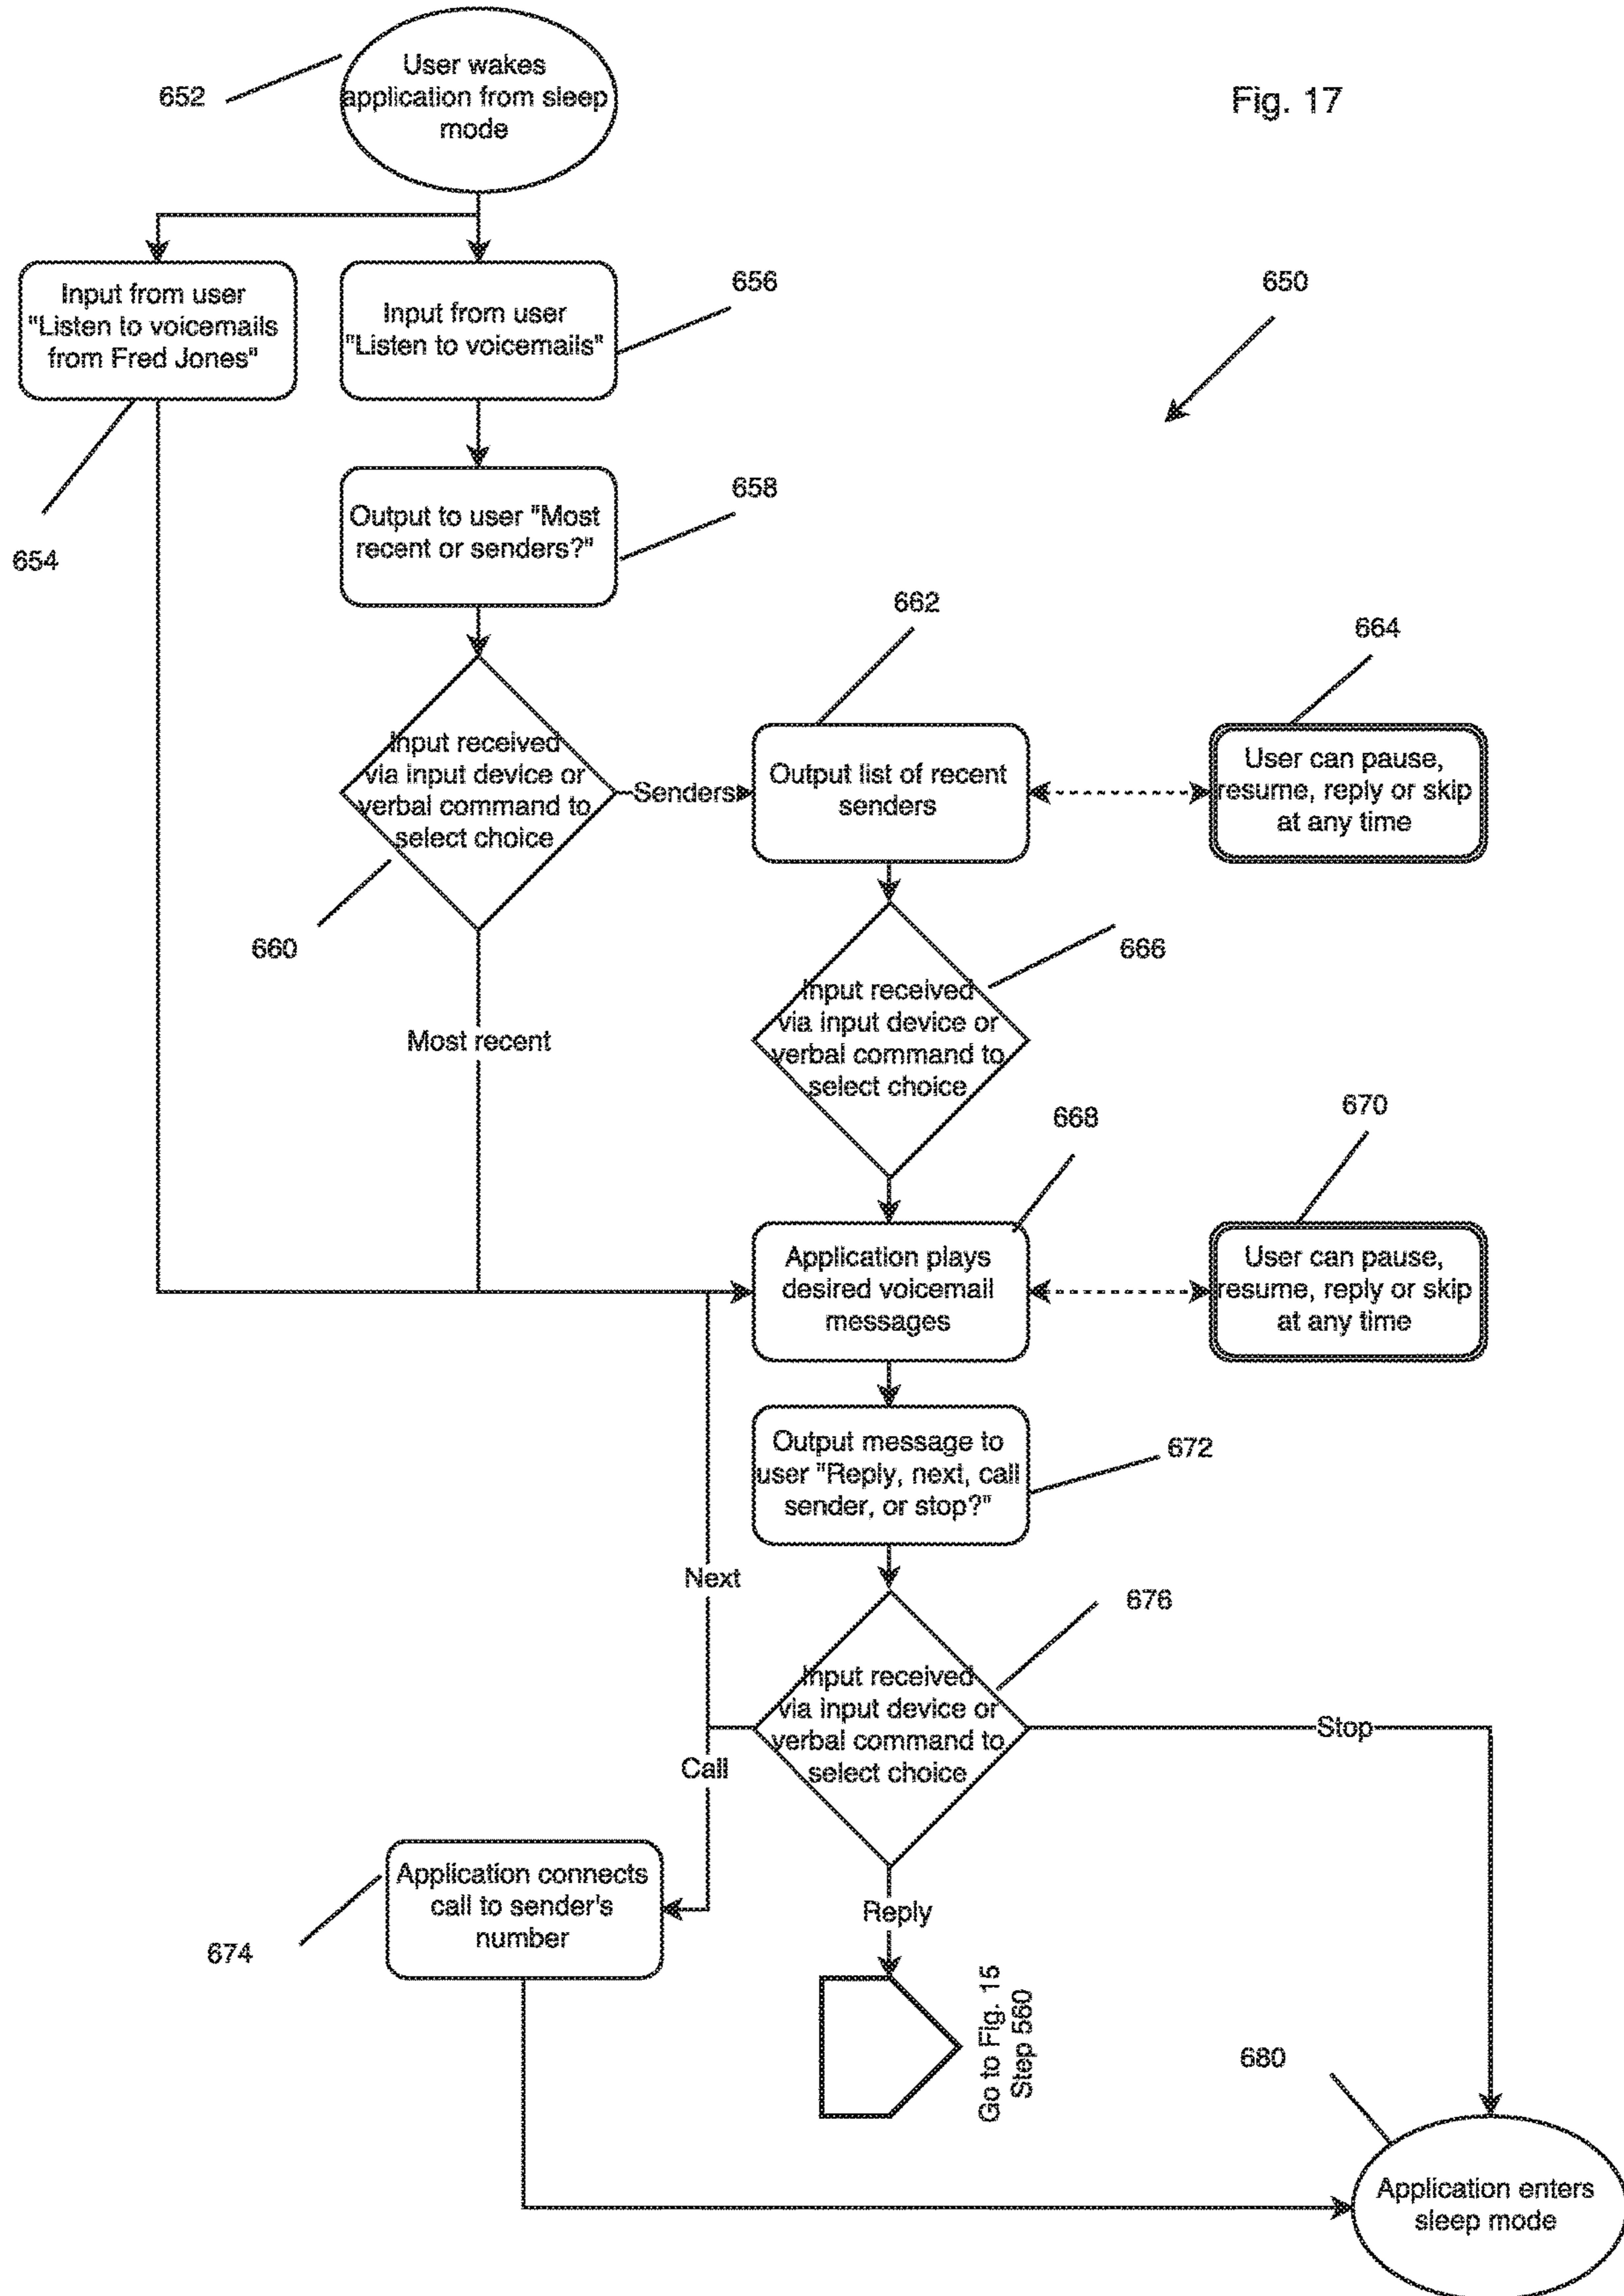 Fig. 17
652
User wakes
application from sleep
mode
Input from user
"Listen to voicemails
from Fred Jones"
654
Input from user
"Listen to voicemails"
656
650
Output to user "Most
recent or senders?"
658
Input received
via input device or
verbal command to
select choice
660
Senders
Most recent
662
Output list of recent
senders
664
User can pause,
resume, reply or skip
at any time
Input received
via input device or
verbal command to
select choice
666
668
Application plays
desired voicemail
messages
670
User can pause,
resume, reply or skip
at any time
Output message to
user "Reply, next, call
sender, or stop?"
672
Next
Input received
via input device or
verbal command to
select choice
676
Stop
Call
Application connects
call to sender's
number
674
Reply
Go to Fig. 15
Step 560
680
Application enters
sleep mode